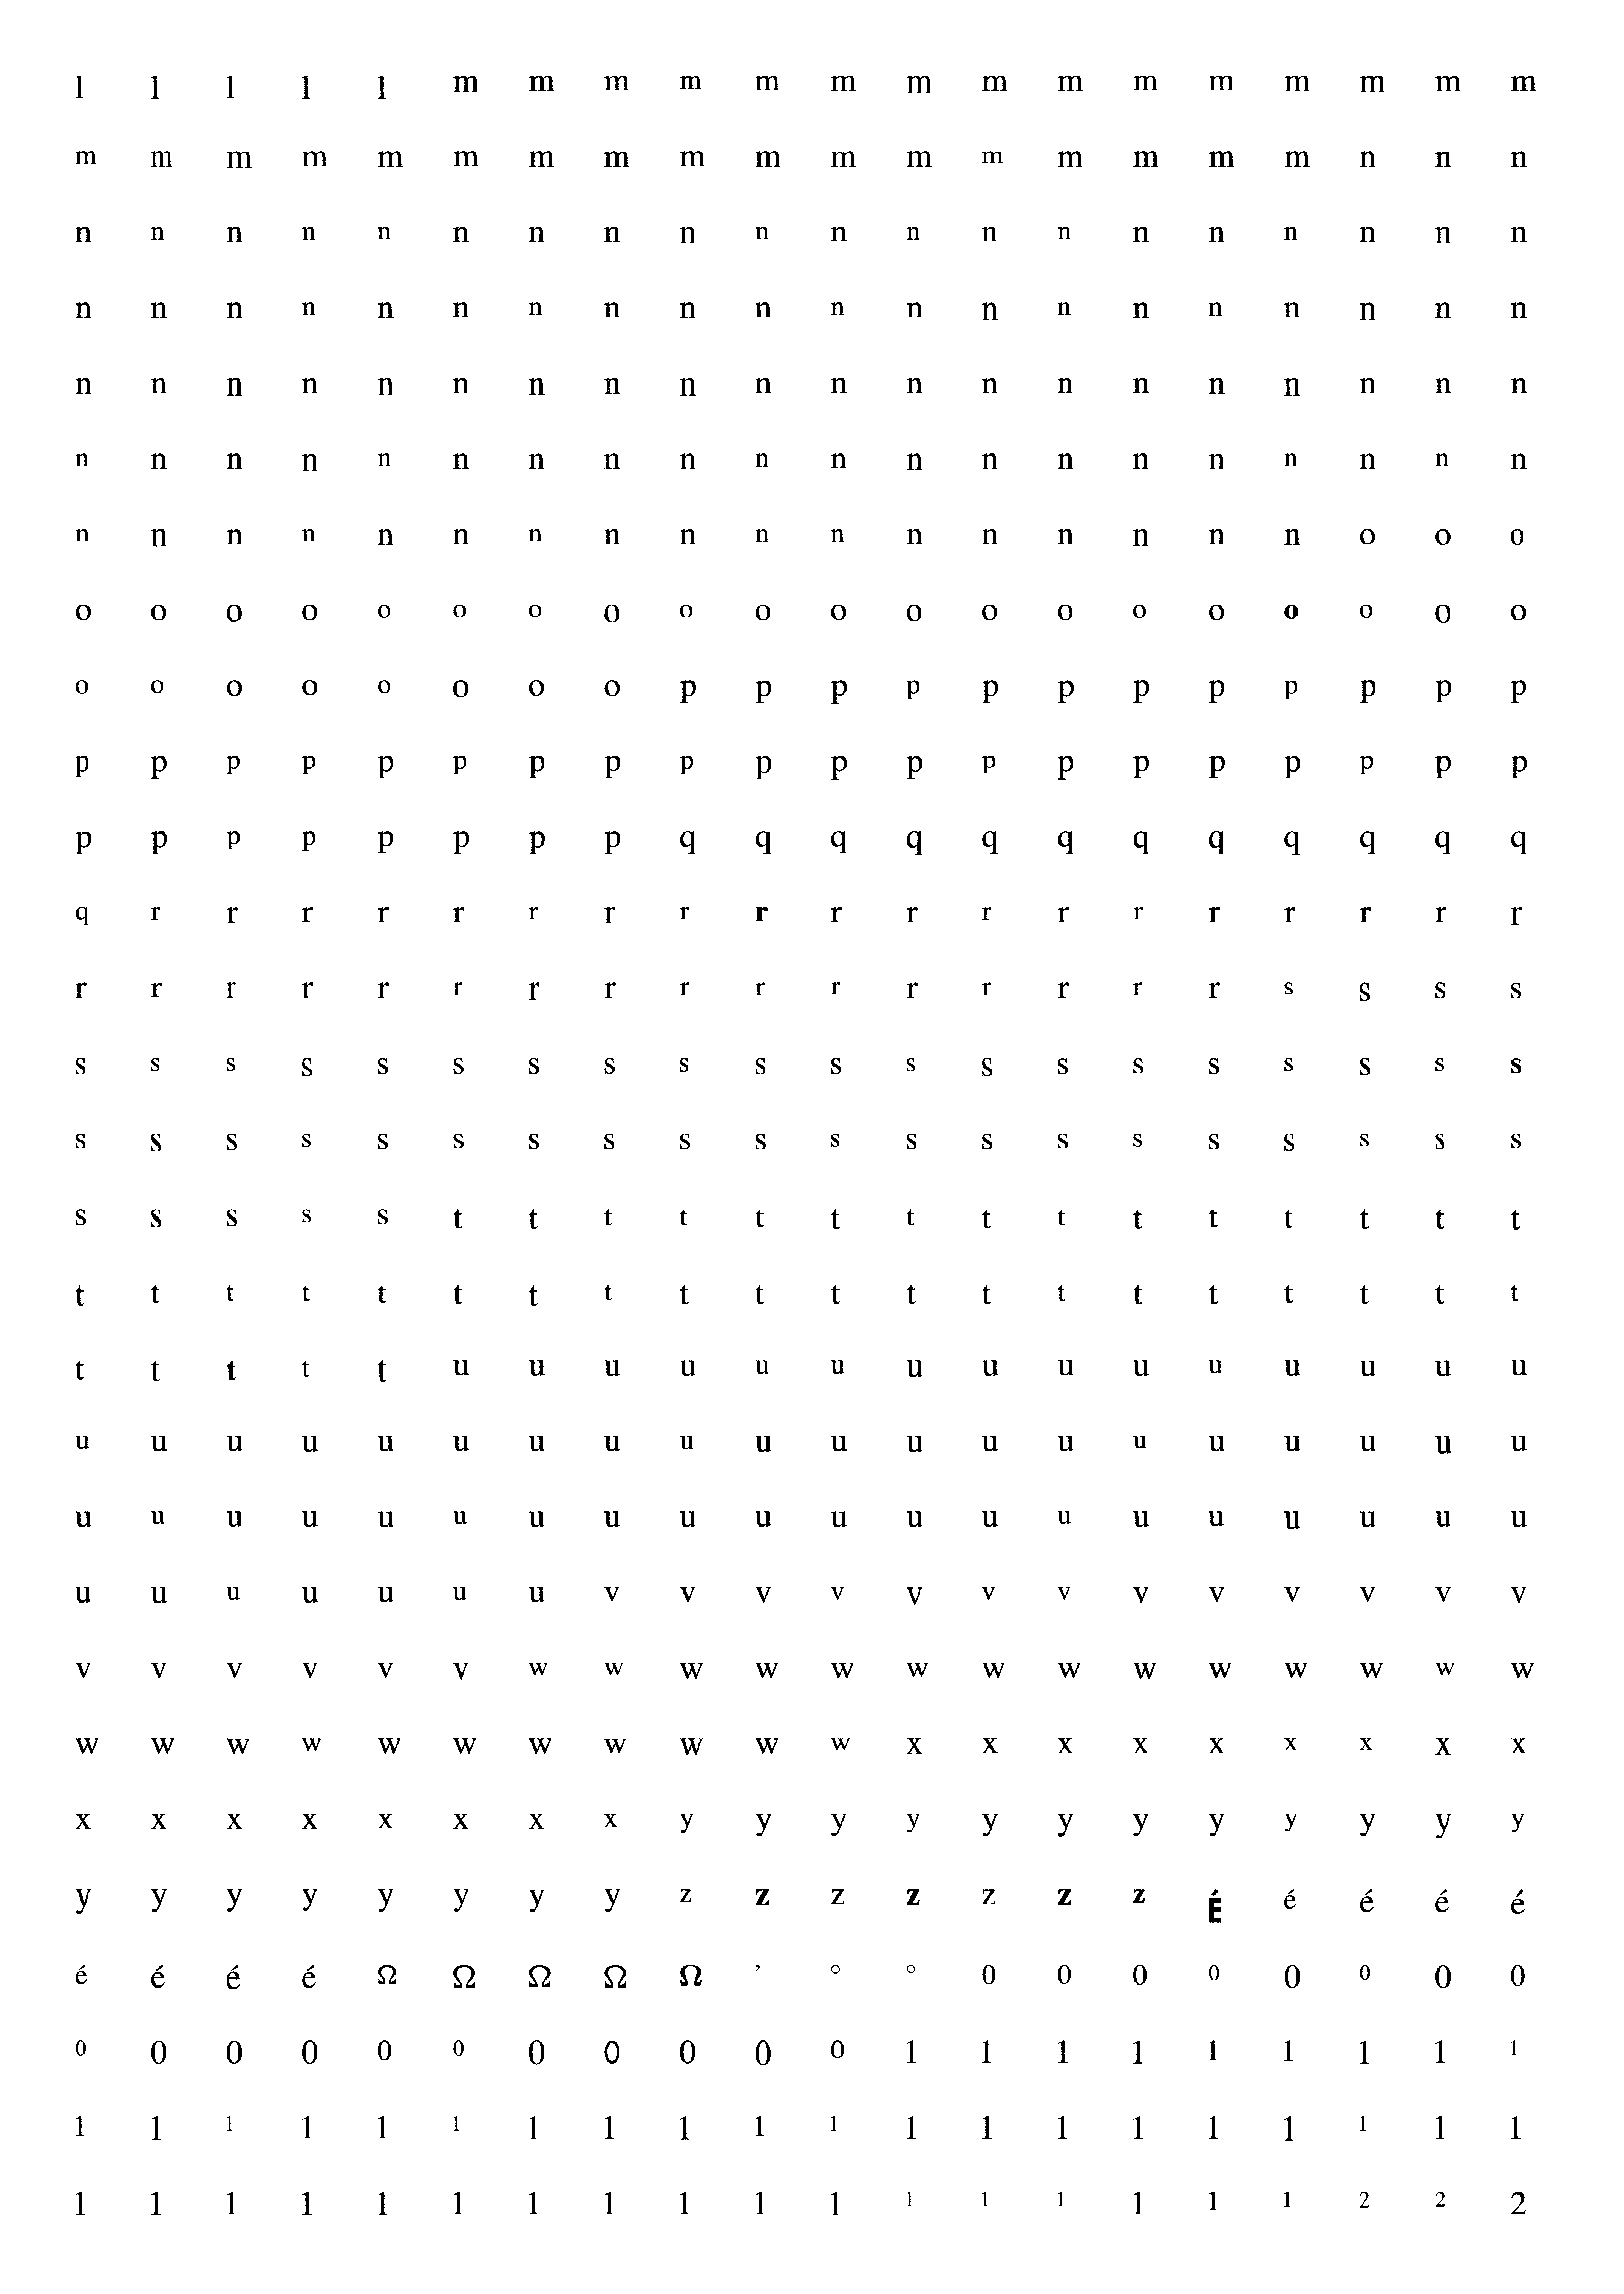 l l l l l m m m m m m m m m m m m m m m
m m m m m m m m m m m m m m m m m n n n
n n n n n n n n n n n n n n n n n n n n
n n n n n n n n n n n n n n n n n n n n
n n n n n n n n n n n n n n n n n n n n
n n n n n n n n n n n n n n n n n n n n
n n n n n n n n n n n n n n n n n o o o
o o o o o o o o o o o o o o o o o o o o
o o o o o o o o p p p p p p p p p p p p
p p p p p p p p p p p p p p p p p p p p
p p p p p p p p q q q q q q q q q q q q
q r r r r r r r r r r r r r r r r r r r
r r r r r r r r r r r r r r r r s s s s
s s s s s s s s s s s s s s s s s s s s
s s s s s s s s s s s s s s s s s s s s
s s s s s t t t t t t t t t t t t t t t
t t t t t t t t t t t t t t t t t t t t
t t t t t u u u u u u u u u u u u u u u
u u u u u u u u u u u u u u u u u u u u
u u u u u u u u u u u u u u u u u u u u
u u u u u u u v v v v v v v v v v v v v
v v v v v v w w w w w w w w w w w w w w
w w w w w w w w w w w x x x x x x x x x
x x x x x x x x y y y y y y y y y y y y
y y y y y y y y z z z z z z z É é é é é
é é é é Ω Ω Ω Ω Ω ’ ° ° 0 0 0 0 0 0 0 0
0 0 0 0 0 0 0 0 0 0 0 1 1 1 1 1 1 1 1 1
1 1 1 1 1 1 1 1 1 1 1 1 1 1 1 1 1 1 1 1
1 1 1 1 1 1 1 1 1 1 1 1 1 1 1 1 1 2 2 2